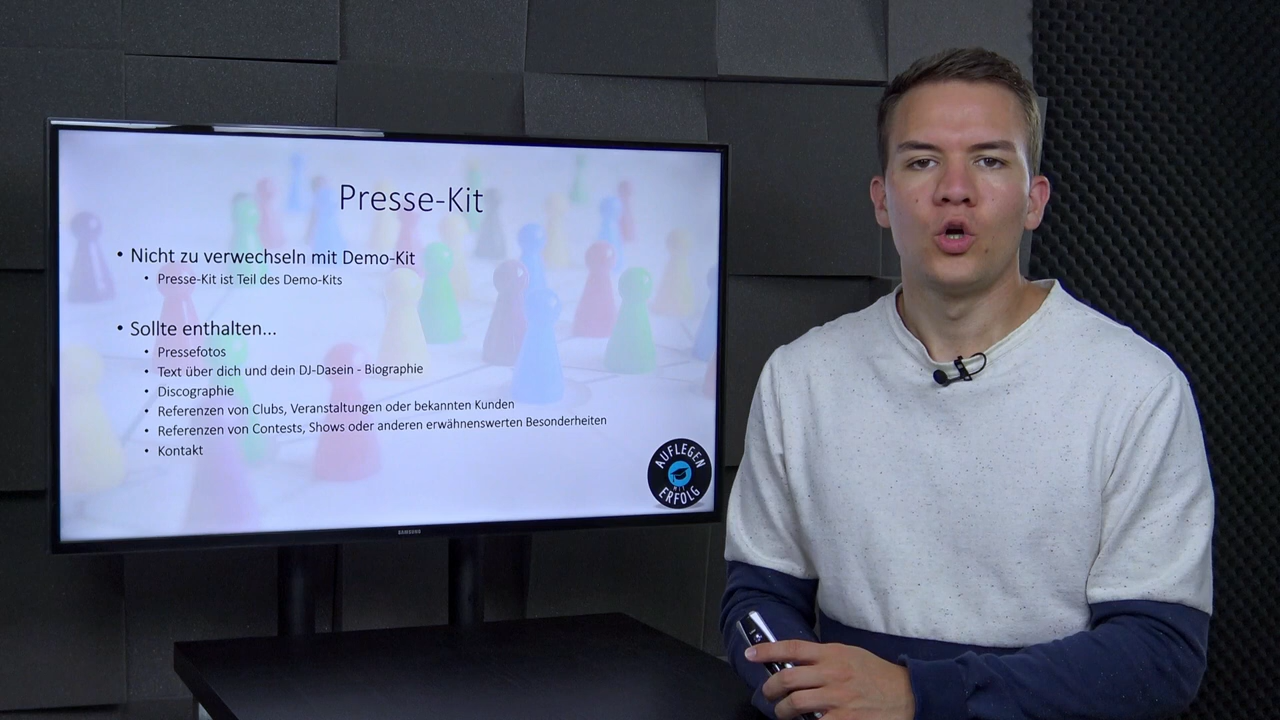 Presse-Kit
• Nicht zu verwechseln mit Demo-Kit
• Presse-Kit ist Teil des Demo-Kits
• Sollte enthalten...
• Pressefotos
• Text über dich und dein DJ-Dasein - Biographie
• Discographie
• Referenzen von Clubs, Veranstaltungen oder bekannten Kunden
• Referenzen von Contests, Shows oder anderen erwähnenswerten Besonderheiten
• Kontakt
AUFLEGEN
MIT
ERFOLG
SAMSUNG